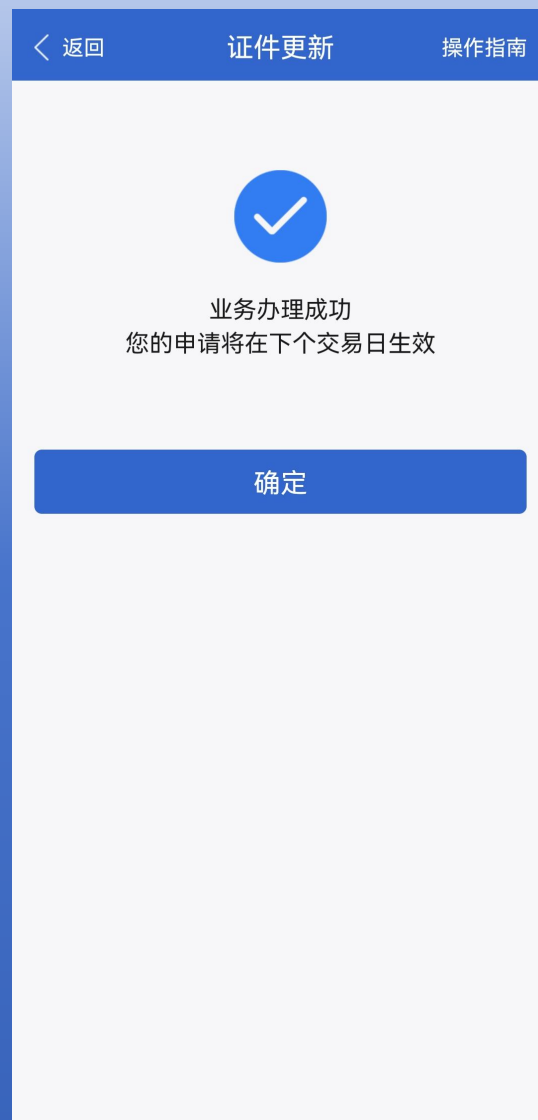 返回
证件更新
操作指南
业务办理成功
您的申请将在下个交易日生效
确定